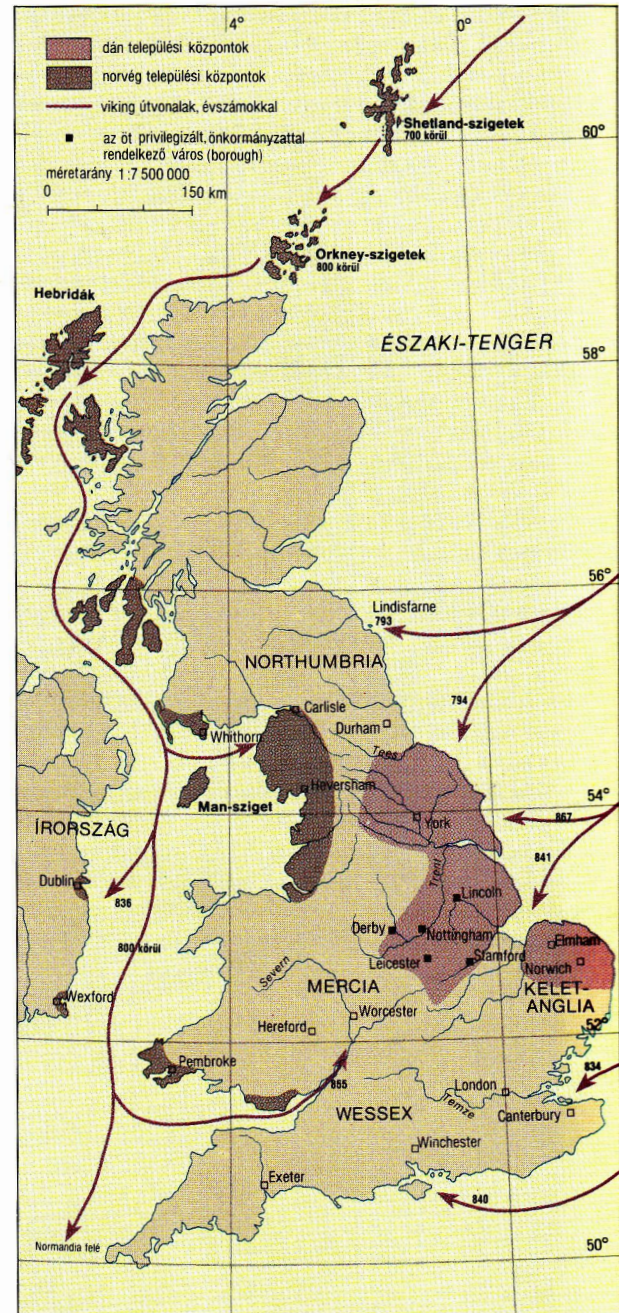 4°
0°
dán települési központok
norvég települési központok
viking útvonalak, évszámokkal
az öt privilegizált, önkormányzattal
rendelkező város (borough)
méretarány 1:7 500 000
0 150 km
Shetland-szigetek
700 körül
60°
Orkney-szigetek
800 körül
Hebridák
ÉSZAKI-TENGER
58°
56°
Lindisfarne
793
NORTHUMBRIA
794
Carlisle
Durham
Whithorn
Tees
Heversham
Man-sziget
54°
York
867
ÍRORSZÁG
841
Trent
Dublin
836
Lincoln
Derby
Nottingham
Elmham
800 körül
Leicester
Stamford
Norwich
Severn
MERCIA
KELET-
ANGLIA
Wexford
Worcester
52°
Hereford
Pembroke
855
London
834
Temze
Canterbury
WESSEX
Winchester
Exeter
840
Normandia felé
50°